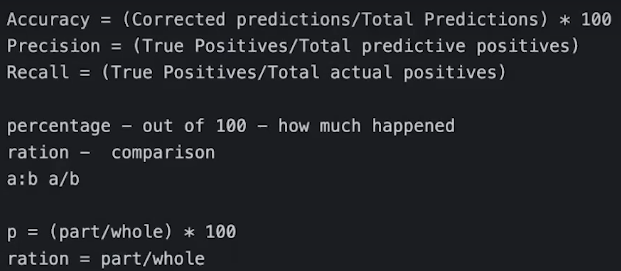 Accuracy = (Corrected predictions/Total Predictions) * 100
Precision = (True Positives/Total predictive positives)
Recall = (True Positives/Total actual positives)
percentage – out of 100 – how much happened
ration –  comparison
a:b a/b
p = (part/whole) * 100
ration = part/whole